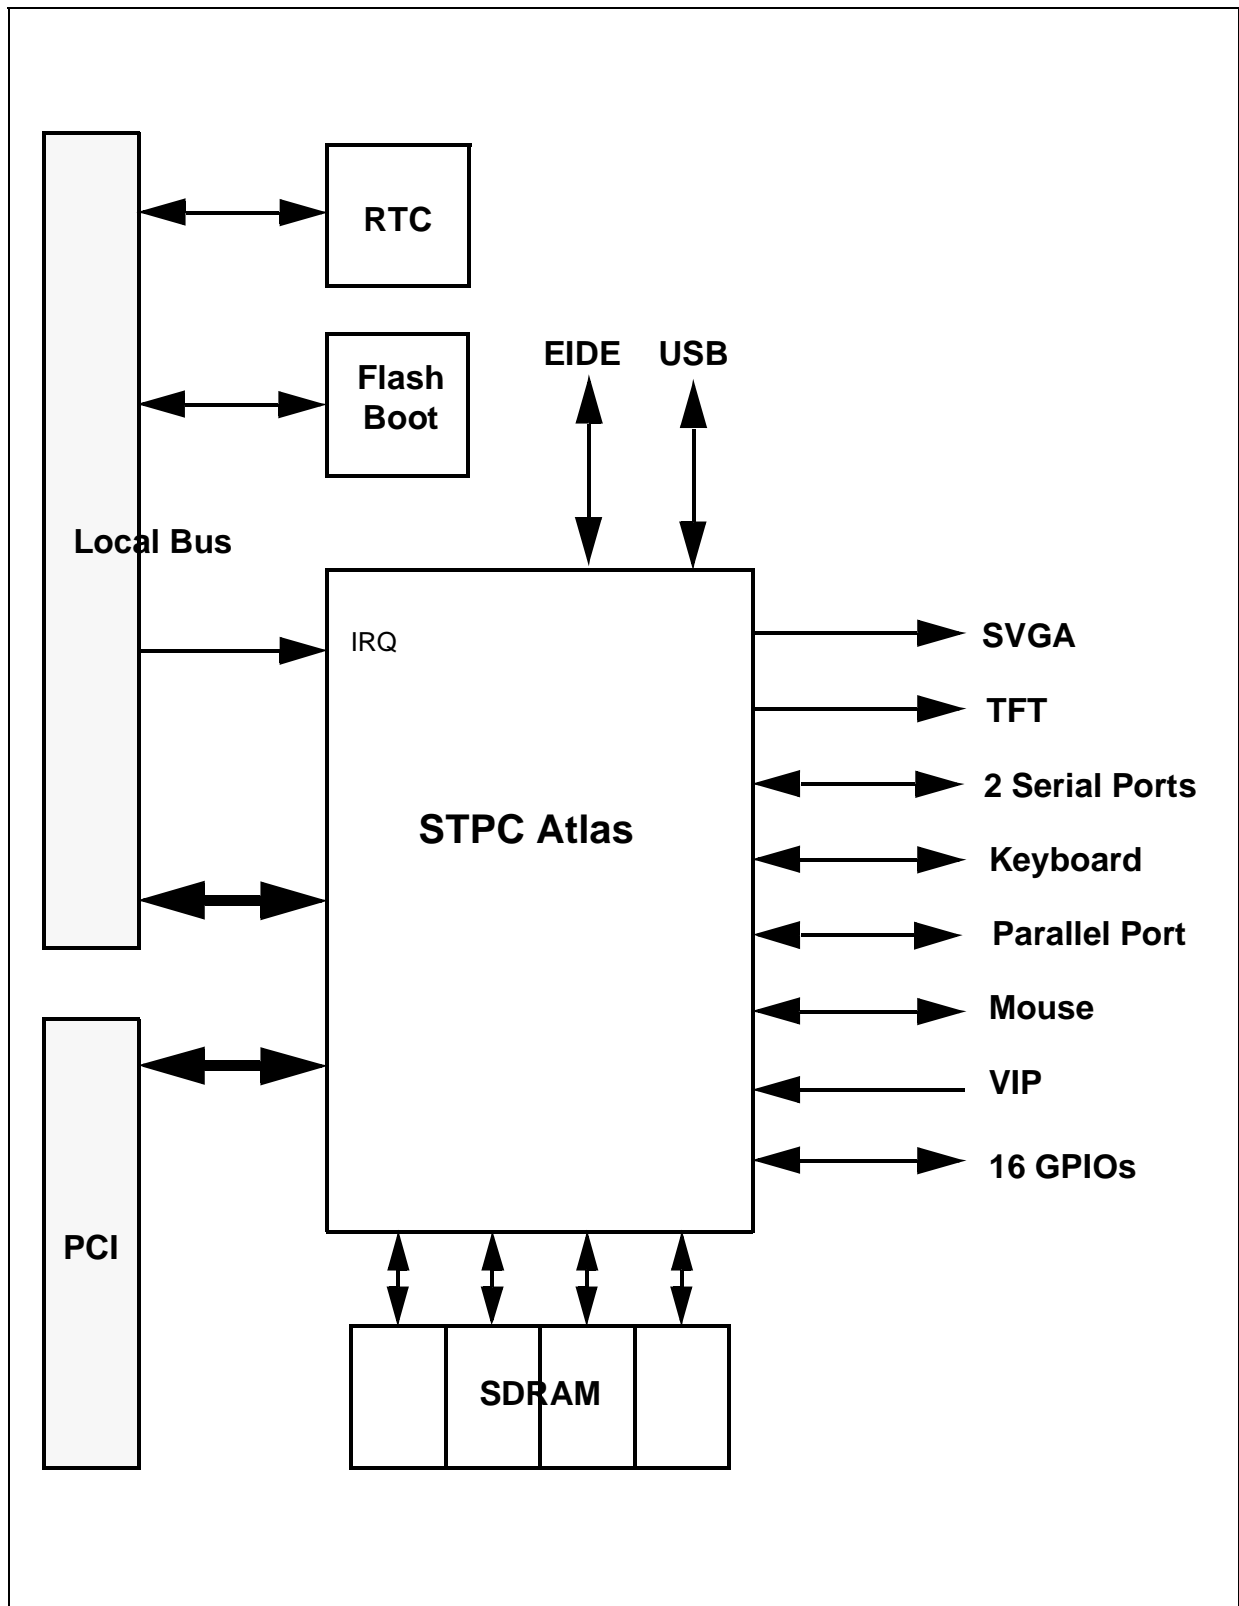 RTC
Flash
Boot
EIDE USB
Local Bus
IRQ
SVGA
TFT
2 Serial Ports
STPC Atlas
Keyboard
Parallel Port
Mouse
VIP
16 GPIOs
PCI
SDRAM